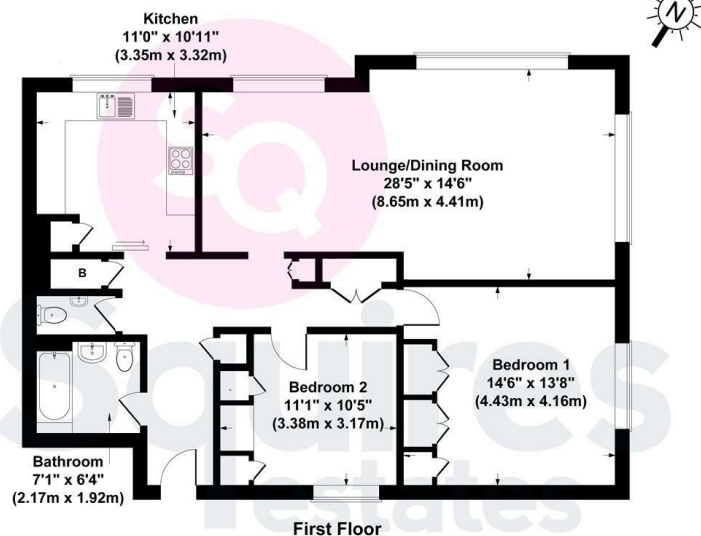 Kitchen
11'0" x 10'11"
(3.35m x 3.32m)
N
SQ
Lounge/Dining Room
28'5" x 14'6"
(8.65m x 4.41m)
B
Bedroom 1
14'6" x 13'8"
(4.43m x 4.16m)
Bedroom 2
11'1" x 10'5"
(3.38m x 3.17m)
Squires
estates
Bathroom
7'1" x 6'4"
(2.17m x 1.92m)
First Floor